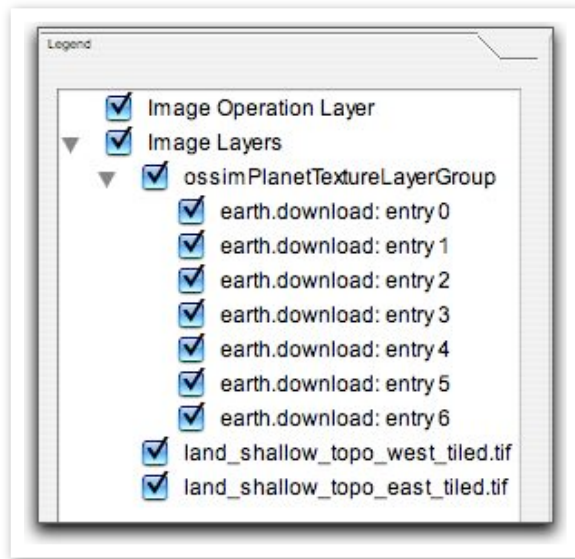 Legend
Image Operation Layer
Image Layers
ossimPlanetTextureLayerGroup
earth.download: entry 0
earth.download: entry 1
earth.download: entry 2
earth.download: entry 3
earth.download: entry 4
earth.download: entry 5
earth.download: entry 6
land_shallow_topo_west_tiled.tif
land_shallow_topo_east_tiled.tif